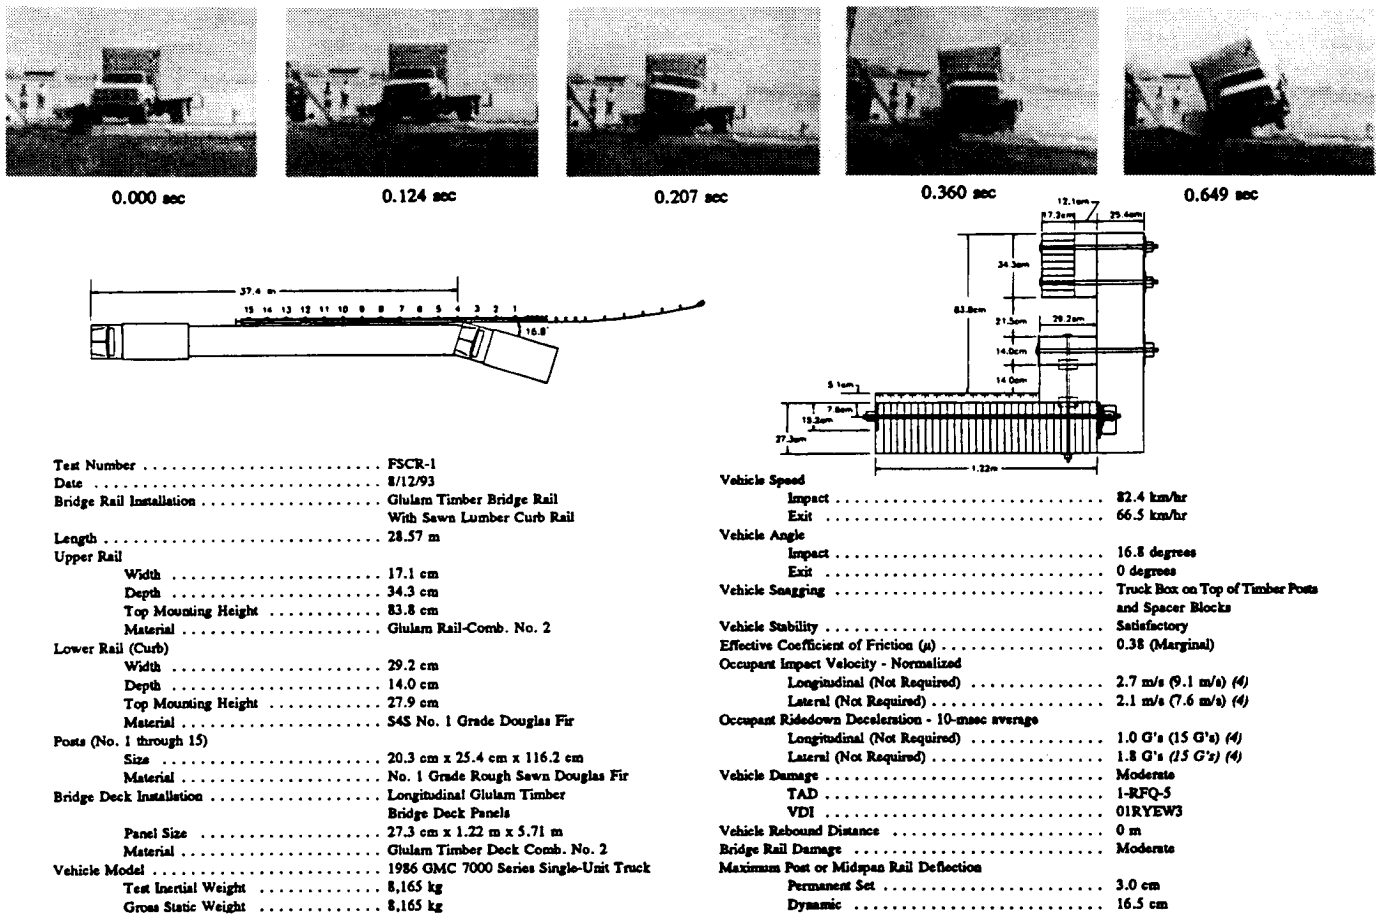 0.000 sec
0.124 sec
0.207 sec
0.360 sec
0.649 sec
37.4 m
15 14 13 12 11 10 9 8 7 6 5 4 3 2 1
16.8
12.1cm
17.2cm
25.4cm
34.3cm
83.8cm
21.5cm
29.2cm
14.0cm
14.0cm
5.1cm
7.6cm
15.2cm
27.3cm
1.22m
Test Number ........................ FSCR-1
Date ........................ 8/12/93
Bridge Rail Installation ........................ Glulam Timber Bridge Rail
With Sawn Lumber Curb Rail
Length ........................ 28.57 m
Upper Rail
Width ........................ 17.1 cm
Depth ........................ 34.3 cm
Top Mounting Height ........................ 83.8 cm
Material ........................ Glulam Rail-Comb. No. 2
Lower Rail (Curb)
Width ........................ 29.2 cm
Depth ........................ 14.0 cm
Top Mounting Height ........................ 27.9 cm
Material ........................ S4S No. 1 Grade Douglas Fir
Posts (No. 1 through 15)
Size ........................ 20.3 cm x 25.4 cm x 116.2 cm
Material ........................ No. 1 Grade Rough Sawn Douglas Fir
Bridge Deck Installation ........................ Longitudinal Glulam Timber
Bridge Deck Panels
Panel Size ........................ 27.3 cm x 1.22 m x 5.71 m
Material ........................ Glulam Timber Deck Comb. No. 2
Vehicle Model ........................ 1986 GMC 7000 Series Single-Unit Truck
Test Inertial Weight ........................ 8,165 kg
Gross Static Weight ........................ 8,165 kg
Vehicle Speed
Impact ........................ 82.4 km/hr
Exit ........................ 66.5 km/hr
Vehicle Angle
Impact ........................ 16.8 degrees
Exit ........................ 0 degrees
Vehicle Snagging ........................ Truck Box on Top of Timber Posts
and Spacer Blocks
Vehicle Stability ........................ Satisfactory
Effective Coefficient of Friction (μ) ........................ 0.38 (Marginal)
Occupant Impact Velocity - Normalized
Longitudinal (Not Required) ........................ 2.7 m/s (9.1 m/s) (4)
Lateral (Not Required) ........................ 2.1 m/s (7.6 m/s) (4)
Occupant Ridedown Deceleration - 10-msec average
Longitudinal (Not Required) ........................ 1.0 G's (15 G's) (4)
Lateral (Not Required) ........................ 1.8 G's (15 G's) (4)
Vehicle Damage ........................ Moderate
TAD ........................ 1-RFQ-5
VDI ........................ 01RYEW3
Vehicle Rebound Distance ........................ 0 m
Bridge Rail Damage ........................ Moderate
Maximum Post or Midspan Rail Deflection
Permanent Set ........................ 3.0 cm
Dynamic ........................ 16.5 cm